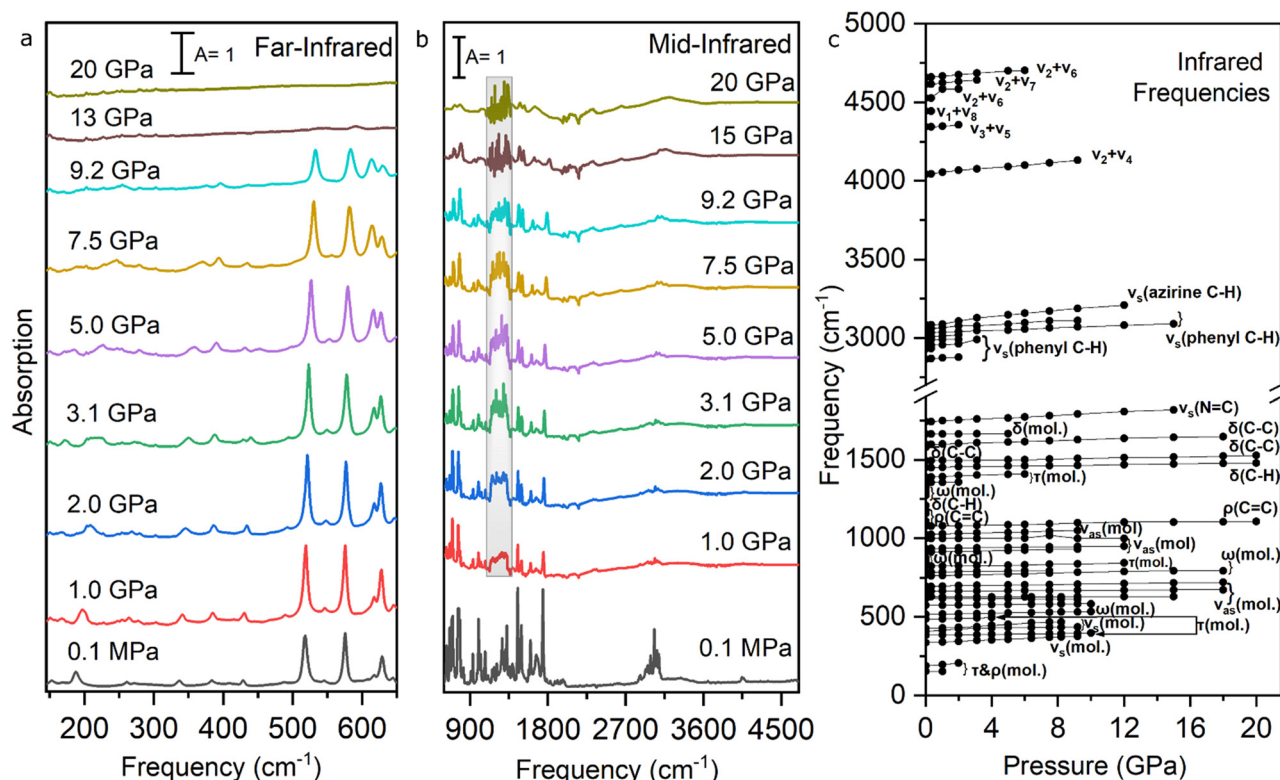 a
A= 1
Far-Infrared
20 GPa
13 GPa
9.2 GPa
7.5 GPa
5.0 GPa
3.1 GPa
2.0 GPa
1.0 GPa
0.1 MPa
Absorption
200 300 400 500 600
Frequency (cm⁻¹)
b
A= 1
Mid-Infrared
20 GPa
15 GPa
9.2 GPa
7.5 GPa
5.0 GPa
3.1 GPa
2.0 GPa
1.0 GPa
0.1 MPa
900 1800 2700 3600 4500
Frequency (cm⁻¹)
c
Infrared
Frequencies
5000
4500
4000
3500
3000
1500
1000
500
0
Frequency (cm⁻¹)
v₂+v₆
v₂+v₇
v₂+v₆
v₁+v₈
v₃+v₅
v₂+v₄
vₛ(azirine C-H)
}
vₛ(phenyl C-H)
}vₛ(phenyl C-H)
vₛ(N=C)
δ(mol.)
δ(C-C)
δ(C-C)
δ(C-C)
}τ(mol.)
δ(C-H)
}ω(mol.)
}δ(C-H)
}ρ(C=C)
ρ(C=C)
vₐₛ(mol)
}vₐₛ(mol)
}ω(mol.)
τ(mol.)
}ω(mol.)
}
vₐₛ(mol.)
ω(mol.)
}vₛ(mol.)
τ(mol.)
vₛ(mol.)
}τ&ρ(mol.)
0 4 8 12 16 20
Pressure (GPa)